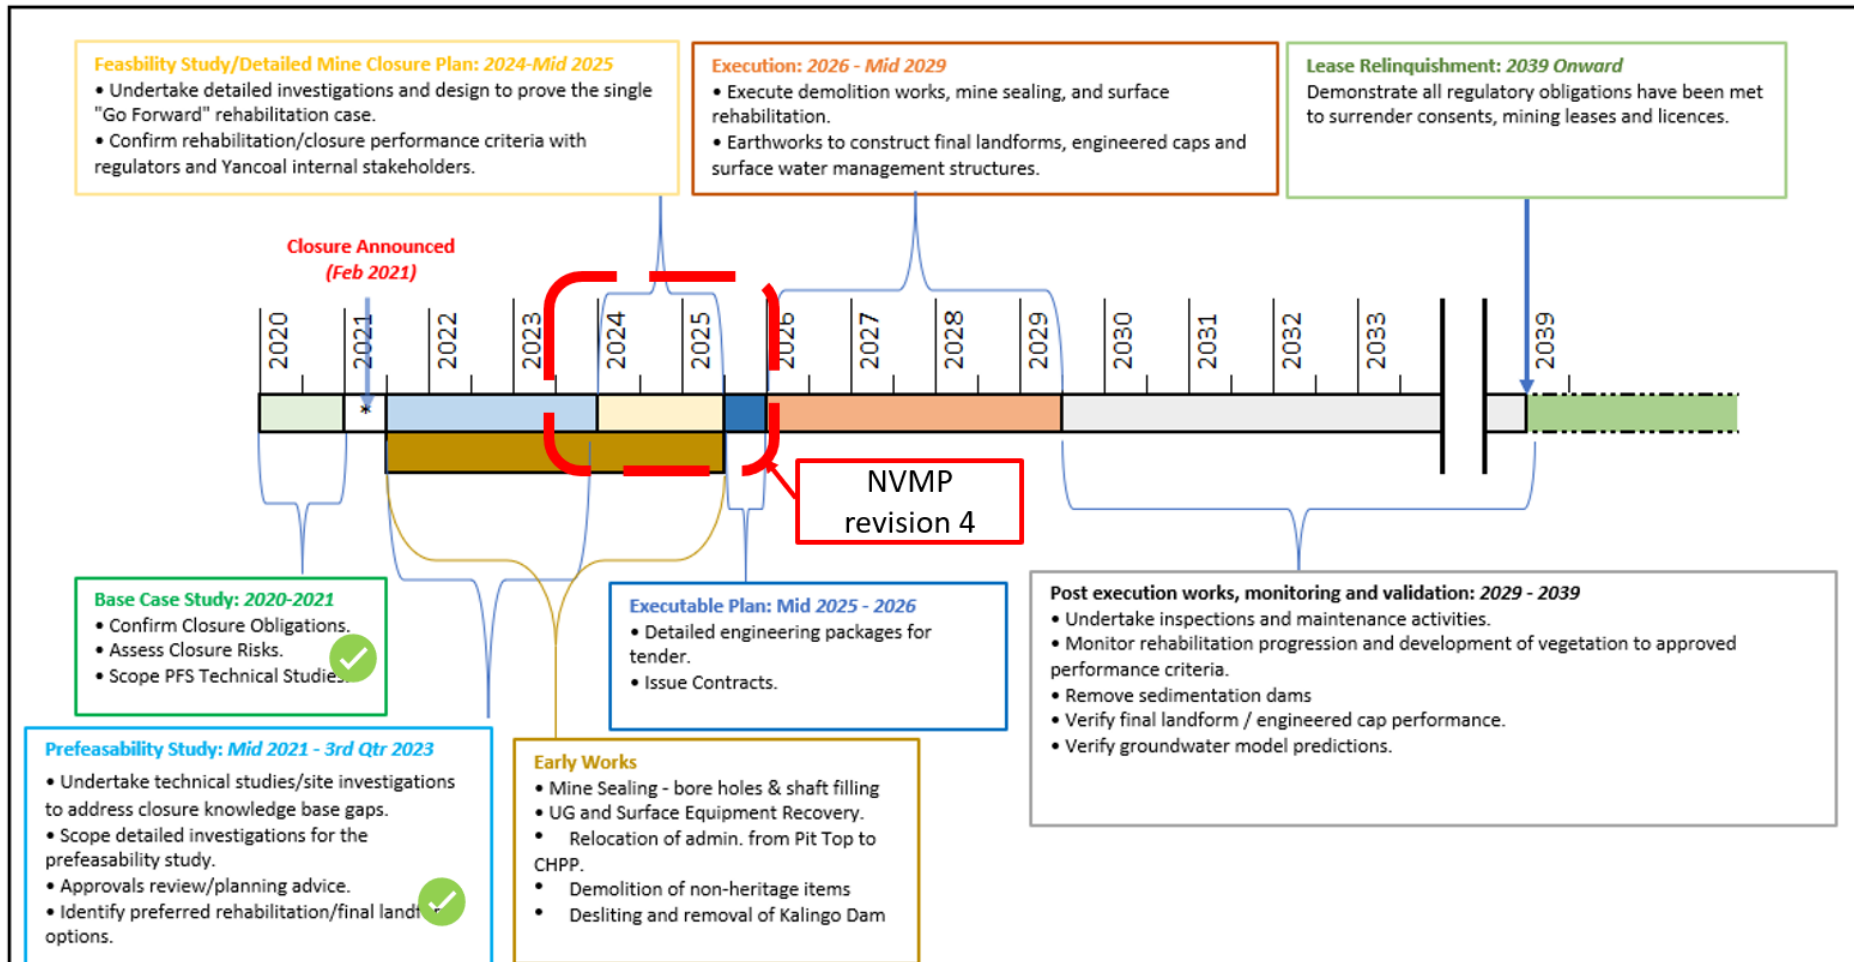 Feasbility Study/Detailed Mine Closure Plan: 2024-Mid 2025
• Undertake detailed investigations and design to prove the single
"Go Forward" rehabilitation case.
• Confirm rehabilitation/closure performance criteria with
regulators and Yancoal internal stakeholders.
Execution: 2026 - Mid 2029
• Execute demolition works, mine sealing, and surface
rehabilitation.
• Earthworks to construct final landforms, engineered caps and
surface water management structures.
Lease Relinquishment: 2039 Onward
Demonstrate all regulatory obligations have been met
to surrender consents, mining leases and licences.
Closure Announced
(Feb 2021)
2020
2021
2022
2023
2024
2025
2026
2027
2028
2029
2030
2031
2032
2033
2039
*
NVMP
revision 4
Base Case Study: 2020-2021
• Confirm Closure Obligations.
• Assess Closure Risks.
• Scope PFS Technical Studies.
Executable Plan: Mid 2025 - 2026
• Detailed engineering packages for
tender.
• Issue Contracts.
Post execution works, monitoring and validation: 2029 - 2039
• Undertake inspections and maintenance activities.
• Monitor rehabilitation progression and development of vegetation to approved
performance criteria.
• Remove sedimentation dams
• Verify final landform / engineered cap performance.
• Verify groundwater model predictions.
Prefeasability Study: Mid 2021 - 3rd Qtr 2023
• Undertake technical studies/site investigations
to address closure knowledge base gaps.
• Scope detailed investigations for the
prefeasability study.
• Approvals review/planning advice.
• Identify preferred rehabilitation/final
options.
Early Works
• Mine Sealing - bore holes & shaft filling
• UG and Surface Equipment Recovery.
• Relocation of admin. from Pit Top to
CHPP.
• Demolition of non-heritage items
• Desliting and removal of Kalingo Dam